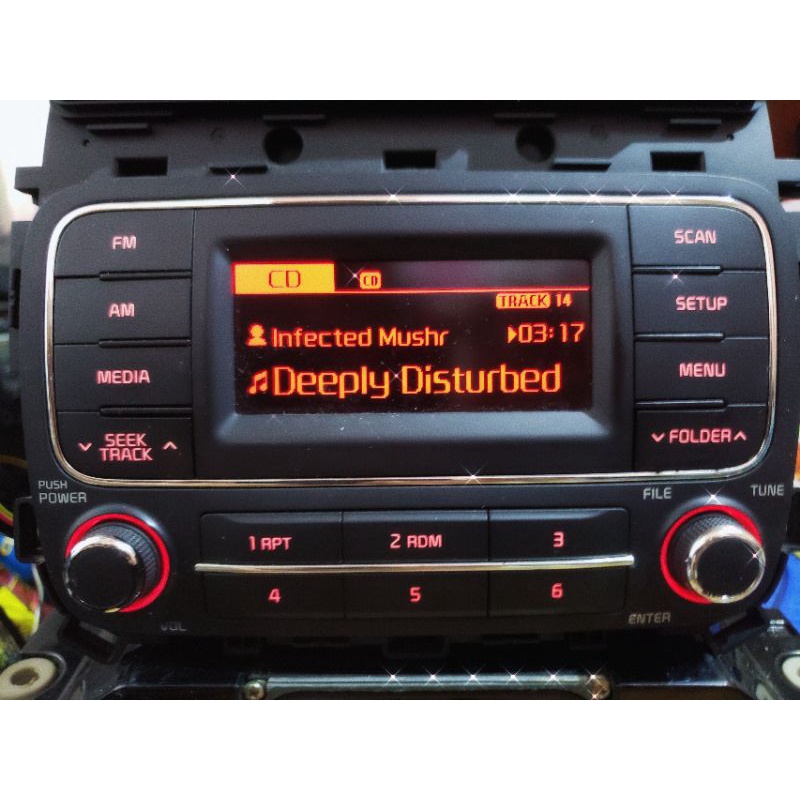 FM
AM
MEDIA
SEEK
TRACK
CD
CD
TRACK 14
Infected Mushr
03:17
Deeply Disturbed
SCAN
SETUP
MENU
FOLDER
PUSH
POWER
VOL
FILE
TUNE
ENTER
1 RPT
2 RDM
3
4
5
6